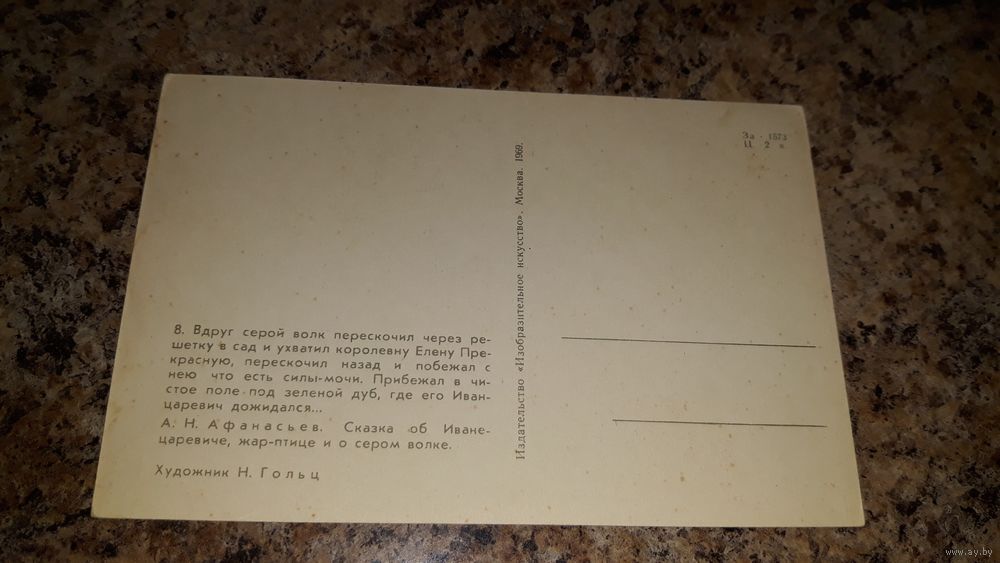 8. Вдруг серой волк перескочил через ре-
шетку в сад и ухватил королевну Елену Пре-
красную, перескочил назад и побежал с
нею что есть силы-мочи. Прибежал в чи-
стое поле под зеленой дуб, где его Иван-
царевич дожидался...
А. Н. Афанасьев. Сказка об Иване-
царевиче, жар-птице и о сером волке.
Художник Н. Гольц
Издательство «Изобразительное искусство». Москва. 1969.
За · 1573
Ц 2 к
www.ay.by